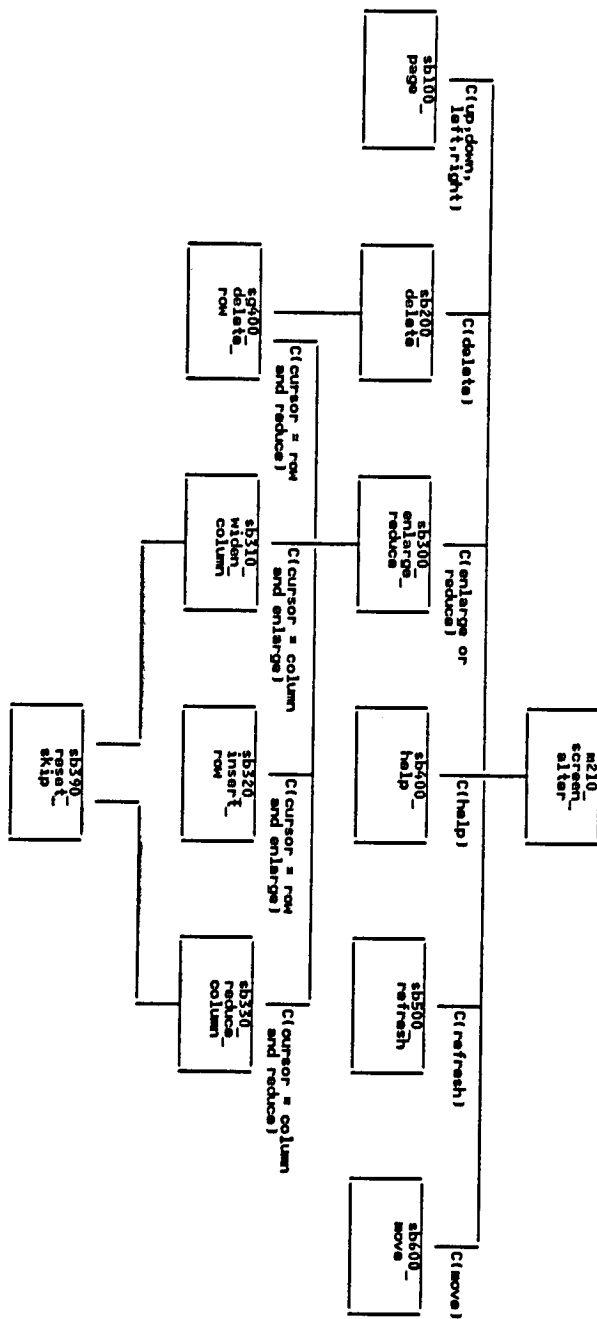 m210_
screen_
alter
C(up,down,
left,right)
C(delete)
C(enlarge or
reduce)
C(help)
C(refresh)
C(move)
sb100_
page
sb200_
delete
sb300_
enlarge_
reduce_
sb400_
help
sb500_
refresh
sb600_
move
C(cursor = row
and reduce)
C(cursor = column
and enlarge)
C(cursor = row
and enlarge)
C(cursor = column
and reduce)
sg400_
delete_
row
sb310_
widen_
column
sb320_
insert_
row
sb330_
reduce_
column
sb390_
reset_
skip